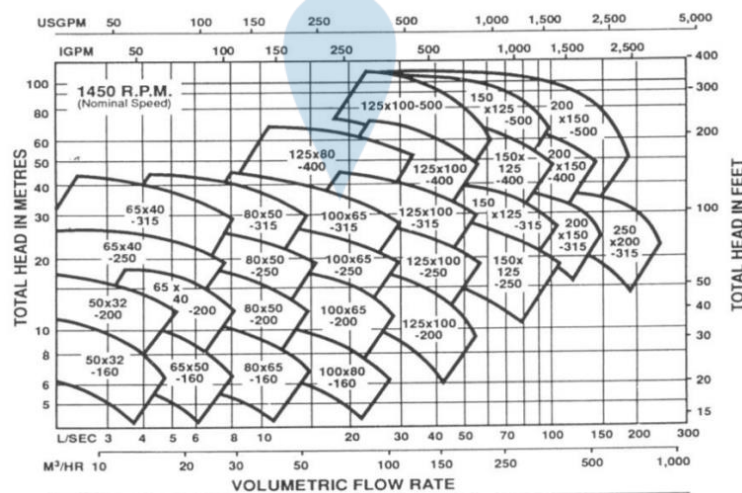 USGPM 50 100 150 250 500 1,000 1,500 2,500 5,000
IGPM 50 100 150 250 500 1,000 1,500 2,500
1450 R.P.M.
(Nominal Speed)
TOTAL HEAD IN METRES
100
80
60
50
40
30
20
10
8
6
5
TOTAL HEAD IN FEET
400
300
200
100
50
40
30
20
15
125x100-500
150
x125
-500
200
x150
-500
125x80
-400
125x100
-400
150x
125
-400
200
x150
-400
65x40
-315
80x50
-315
100x65
-315
125x100
-315
150
x125
-315
200
x150
-315
250
x200
-315
65x40
-250
80x50
-250
100x65
-250
125x100
-250
150x
125
-250
50x32
-200
65 x
40
-200
80x50
-200
100x65
-200
125x100
-200
50x32
-160
65x50
-160
80x65
-160
100x80
-160
L/SEC 3 4 5 6 8 10 20 30 40 50 70 100 150 200 300
M³/HR 10 20 30 50 100 150 250 500 1,000
VOLUMETRIC FLOW RATE